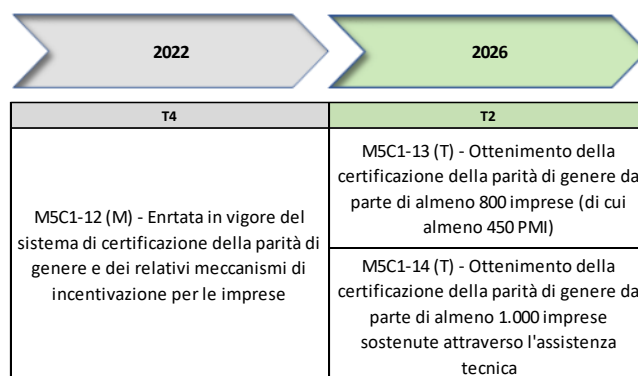 2022
2026
T4
T2
M5C1-12 (M) - Enrtata in vigore del
sistema di certificazione della parità di
genere e dei relativi meccanismi di
incentivazione per le imprese
M5C1-13 (T) - Ottenimento della
certificazione della parità di genere da
parte di almeno 800 imprese (di cui
almeno 450 PMI)
M5C1-14 (T) - Ottenimento della
certificazione della parità di genere da
parte di almeno 1.000 imprese
sostenute attraverso l'assistenza
tecnica